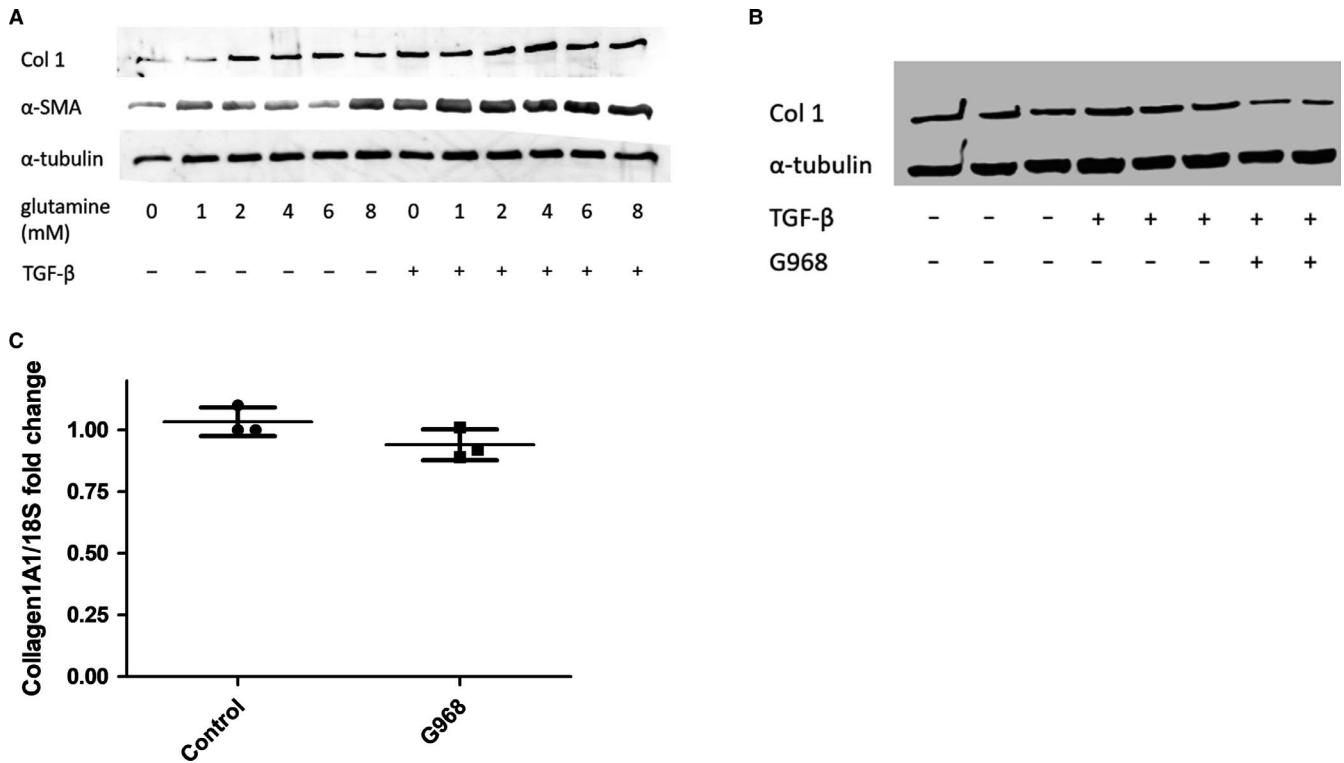 A
Col 1
α-SMA
α-tubulin
glutamine
(mM)
0 1 2 4 6 8 0 1 2 4 6 8
TGF-β
– – – – – – + + + + + +
B
Col 1
α-tubulin
TGF-β – – – + + + + +
G968 – – – – – – + +
C
Collagen1A1/18S fold change
1.00
0.75
0.50
0.25
0.00
Control
G968